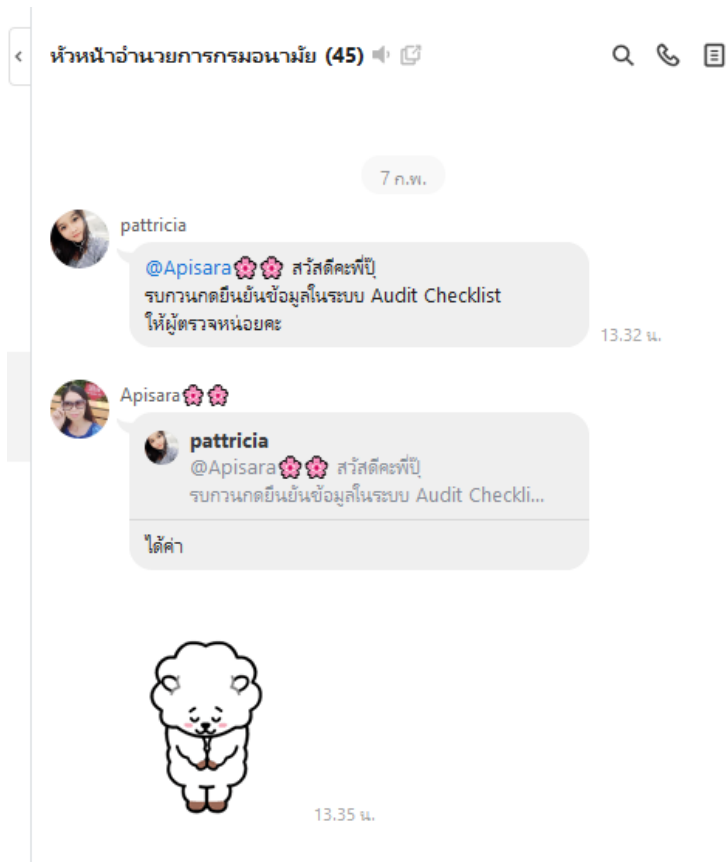 หัวหน้าอำนวยการกรมอนามัย (45)
7 ก.พ.
pattricia
@Apisara🌸🌸 สวัสดีคะพี่ปุ๊
รบกวนกดยืนยันข้อมูลในระบบ Audit Checklist
ให้ผู้ตรวจหน่อยคะ
13.32 น.
Apisara🌸🌸
pattricia
@Apisara🌸🌸 สวัสดีคะพี่ปุ๊
รบกวนกดยืนยันข้อมูลในระบบ Audit Checkli...
ได้ค่า
13.35 น.